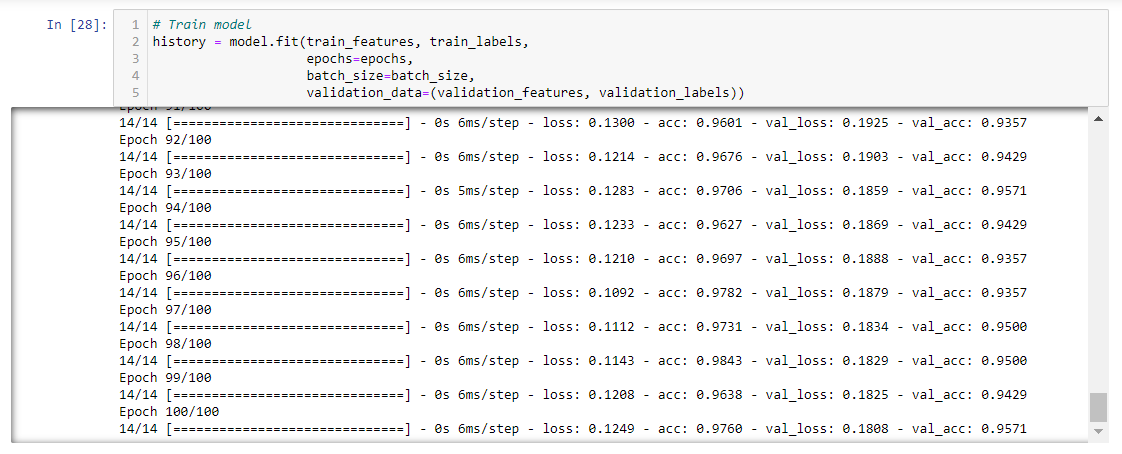 In [28]:
1 # Train model
2 history = model.fit(train_features, train_labels,
3 epochs=epochs,
4 batch_size=batch_size,
5 validation_data=(validation_features, validation_labels))
Epoch 91/100
14/14 [==============================] - 0s 6ms/step - loss: 0.1300 - acc: 0.9601 - val_loss: 0.1925 - val_acc: 0.9357
Epoch 92/100
14/14 [==============================] - 0s 6ms/step - loss: 0.1214 - acc: 0.9676 - val_loss: 0.1903 - val_acc: 0.9429
Epoch 93/100
14/14 [==============================] - 0s 5ms/step - loss: 0.1283 - acc: 0.9706 - val_loss: 0.1859 - val_acc: 0.9571
Epoch 94/100
14/14 [==============================] - 0s 6ms/step - loss: 0.1233 - acc: 0.9627 - val_loss: 0.1869 - val_acc: 0.9429
Epoch 95/100
14/14 [==============================] - 0s 6ms/step - loss: 0.1210 - acc: 0.9697 - val_loss: 0.1888 - val_acc: 0.9357
Epoch 96/100
14/14 [==============================] - 0s 6ms/step - loss: 0.1092 - acc: 0.9782 - val_loss: 0.1879 - val_acc: 0.9357
Epoch 97/100
14/14 [==============================] - 0s 6ms/step - loss: 0.1112 - acc: 0.9731 - val_loss: 0.1834 - val_acc: 0.9500
Epoch 98/100
14/14 [==============================] - 0s 6ms/step - loss: 0.1143 - acc: 0.9843 - val_loss: 0.1829 - val_acc: 0.9500
Epoch 99/100
14/14 [==============================] - 0s 6ms/step - loss: 0.1208 - acc: 0.9638 - val_loss: 0.1825 - val_acc: 0.9429
Epoch 100/100
14/14 [==============================] - 0s 6ms/step - loss: 0.1249 - acc: 0.9760 - val_loss: 0.1808 - val_acc: 0.9571